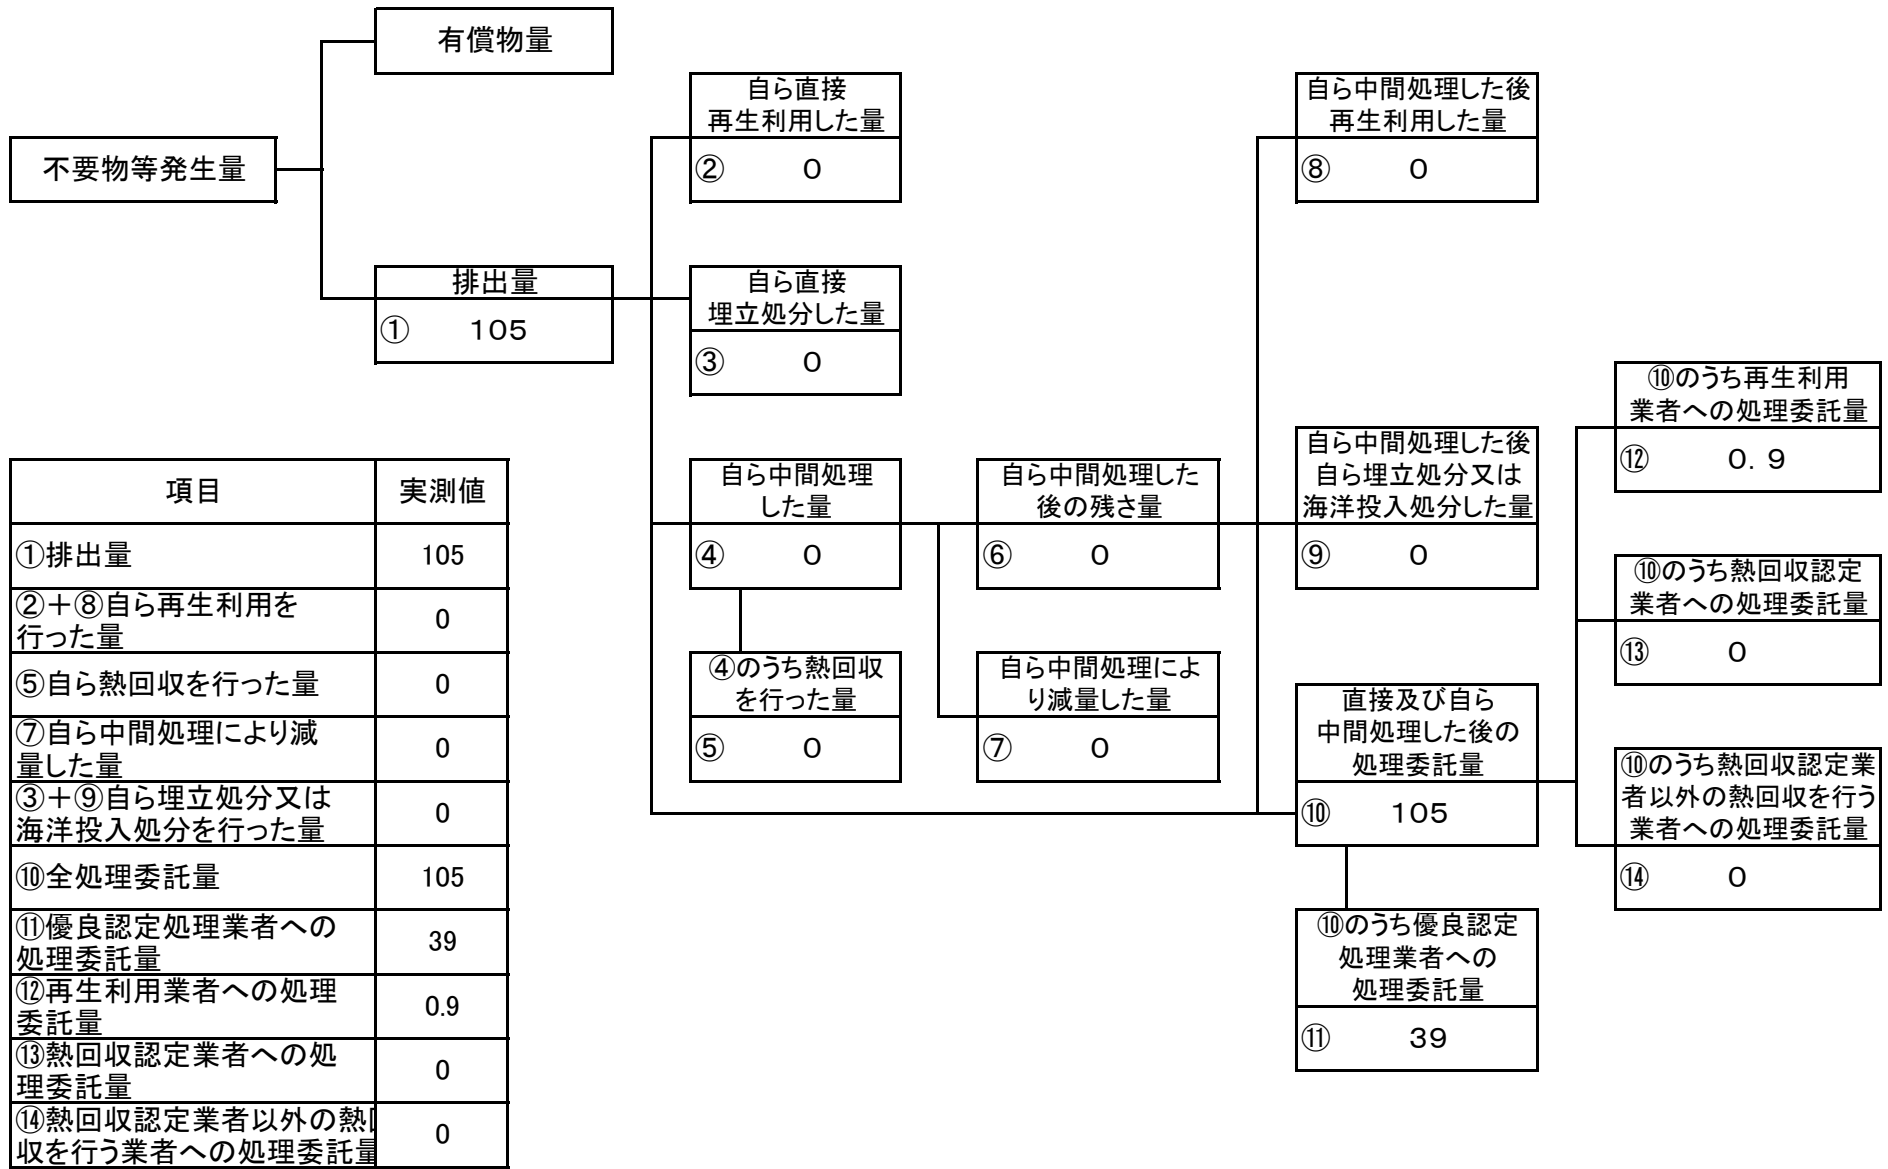 有償物量
不要物等発生量
排出量
① 105
自ら直接
再生利用した量
② 0
自ら直接
埋立処分した量
③ 0
自ら中間処理
した量
④ 0
④のうち熱回収
を行った量
⑤ 0
自ら中間処理した
後の残さ量
⑥ 0
自ら中間処理によ
り減量した量
⑦ 0
自ら中間処理した後
再生利用した量
⑧ 0
自ら中間処理した後
自ら埋立処分又は
海洋投入処分した量
⑨ 0
直接及び自ら
中間処理した後の
処理委託量
⑩ 105
⑩のうち優良認定
処理業者への
処理委託量
⑪ 39
⑩のうち再生利用
業者への処理委託量
⑫ 0.9
⑩のうち熱回収認定
業者への処理委託量
⑬ 0
⑩のうち熱回収認定業
者以外の熱回収を行う
業者への処理委託量
⑭ 0
項目 実測値
①排出量 105
②+⑧自ら再生利用を
行った量 0
⑤自ら熱回収を行った量 0
⑦自ら中間処理により減
量した量 0
③+⑨自ら埋立処分又は
海洋投入処分を行った量 0
⑩全処理委託量 105
⑪優良認定処理業者への
処理委託量 39
⑫再生利用業者への処理
委託量 0.9
⑬熱回収認定業者への処
理委託量 0
⑭熱回収認定業者以外の熱回
収を行う業者への処理委託量 0